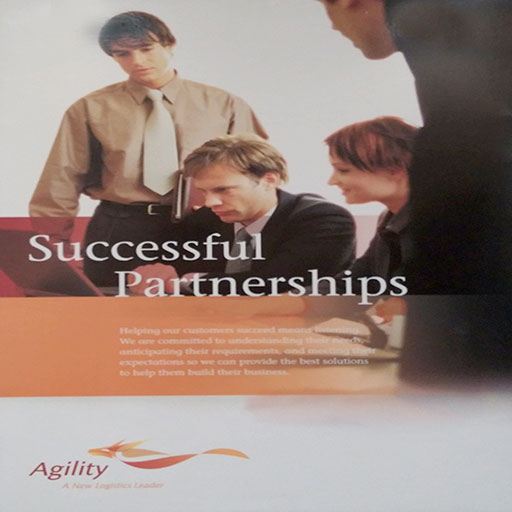 Successful
Partnerships
Helping our customers succeed means listening.
We are committed to understanding their needs,
anticipating their requirements, and meeting their
expectations so we can provide the best solutions
to help them build their business.
Agility
A New Logistics Leader